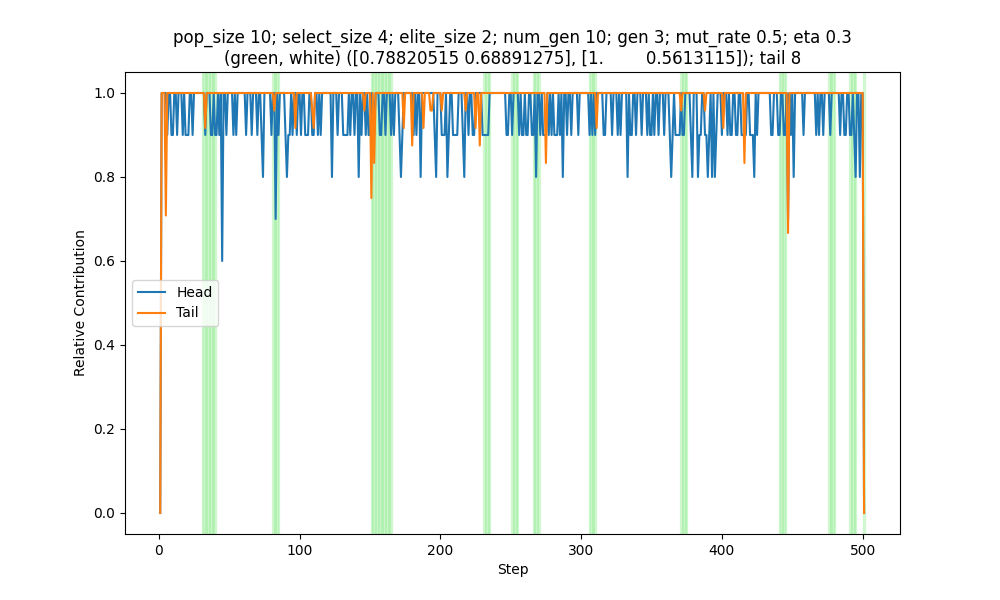 pop_size 10; select_size 4; elite_size 2; num_gen 10; gen 3; mut_rate 0.5; eta 0.3
(green, white) ([0.78820515 0.68891275], [1.         0.5613115]); tail 8
1.0
0.8
0.6
0.4
0.2
0.0
Relative Contribution
Head
Tail
0
100
200
300
400
500
Step